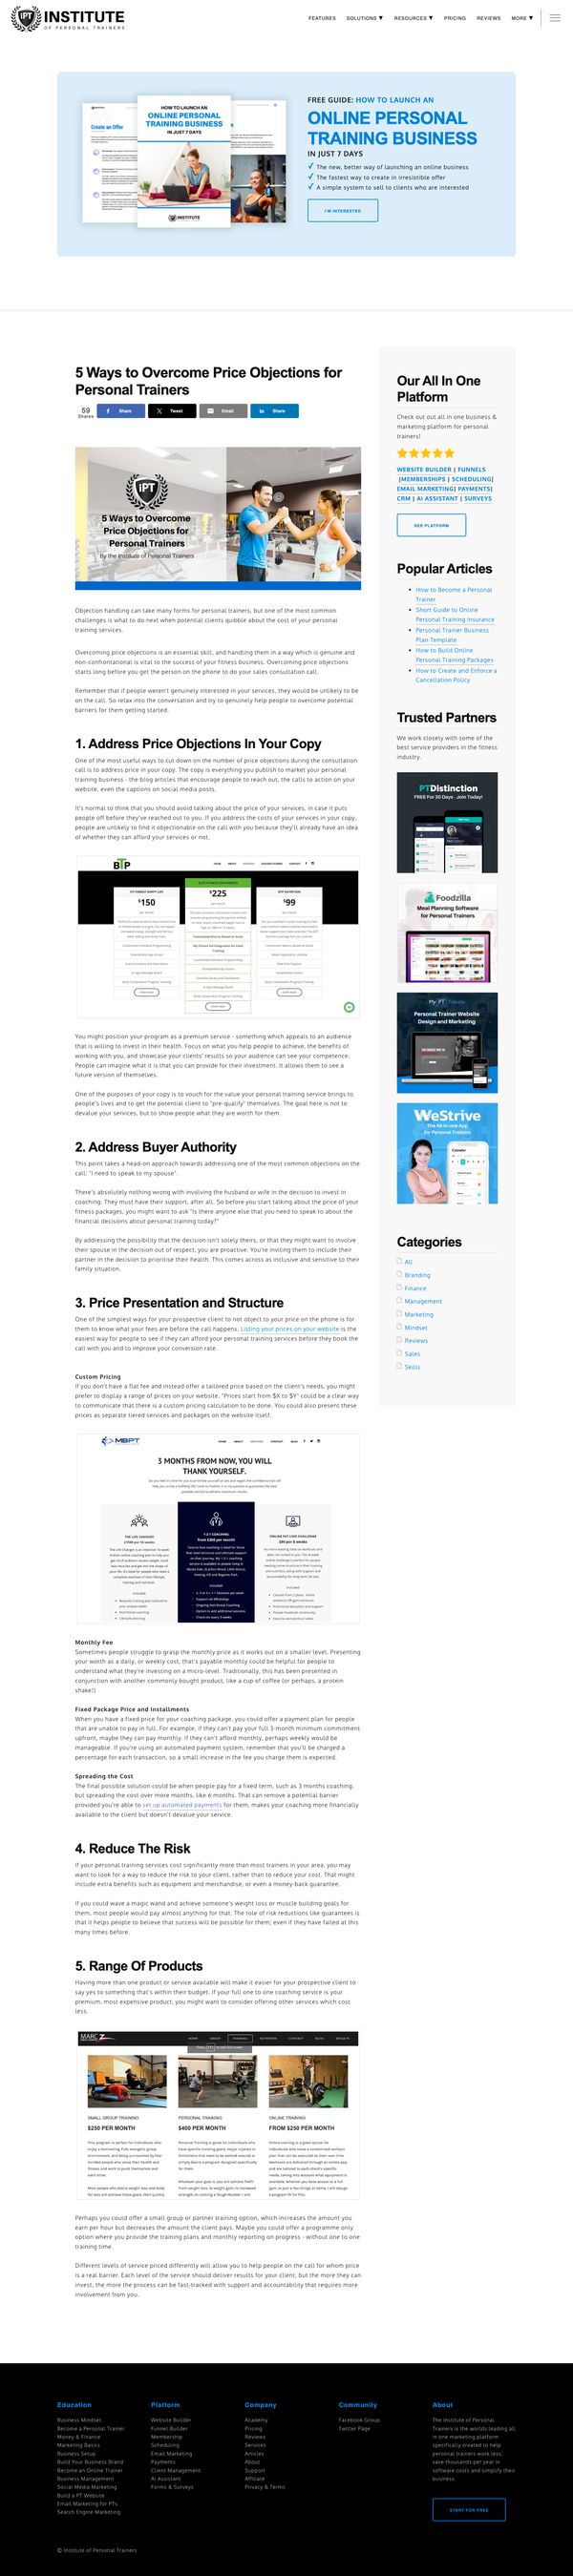 IPT
INSTITUTE
OF PERSONAL TRAINERS
FEATURES
SOLUTIONS ▼
RESOURCES ▼
PRICING
REVIEWS
MORE ▼
Create an Offer
HOW TO LAUNCH AN
ONLINE PERSONAL
TRAINING BUSINESS
IN JUST 7 DAYS
INSTITUTE
FREE GUIDE: HOW TO LAUNCH AN
ONLINE PERSONAL
TRAINING BUSINESS
IN JUST 7 DAYS
✓ The new, better way of launching an online business
✓ The fastest way to create in irresistible offer
✓ A simple system to sell to clients who are interested
I'M INTERESTED
5 Ways to Overcome Price Objections for
Personal Trainers
59
Shares
Share
Tweet
Email
Share
IPT
5 Ways to Overcome
Price Objections for
Personal Trainers
By the Institute of Personal Trainers
Objection handling can take many forms for personal trainers, but one of the most common
challenges is what to do when potential personal clients quibble about the cost of your personal
training services.
Overcoming price objections is an essential skill, and handling them in a way which is genuine and
non-confrontational is vital to the success of your fitness business. Overcoming price objections
starts long before you get the person on the phone to do your sales consultation call.
Remember that if people weren't genuinely interested in your services, they would be unlikely to be
on the call. So relax into the conversation and try to genuinely help people to overcome potential
barriers for them getting started.
1. Address Price Objections In Your Copy
One of the most useful ways to cut down on the number of price objections during the consultation
call is to address price in your copy. The copy is everything you publish to market your personal
training business - the blog articles that encourage people to reach out, the calls to action on your
website, even the captions on social media posts.
It's normal to think that you should avoid talking about the price of your services, in case it puts
people off before they've reached out to you. If you address the costs of your services in your copy,
people are unlikely to find it objectionable on the call with you because they'll already have an idea
of whether they can afford your services or not.
BTP
$150
$225
$99
You might position your program as a premium service - something which appeals to an audience
that is willing to invest in their health. Focus on what you help people to achieve, the benefits of
working with you, and showcase your clients' results so your audience can see your competence.
People can imagine what it is that you can provide for their investment. It allows them to see a
future version of themselves.
One of the purposes of your copy is to vouch for the value your personal training service brings to
people's lives and to get the potential client to "pre-qualify" themselves. The goal here is not to
devalue your services, but to show people what they are worth for them.
2. Address Buyer Authority
This point takes a head-on approach towards addressing one of the most common objections on the
call: "I need to speak to my spouse".
There's absolutely nothing wrong with involving the husband or wife in the decision to invest in
coaching. They must have their support, after all. So before you start talking about the price of your
fitness packages, you might want to ask "Is there anyone else that you need to speak to about the
financial decisions about personal training today?"
By addressing the possibility that the decision isn't solely theirs, or that they might want to involve
their spouse in the decision out of respect, you are proactive. You're inviting them to include their
partner in the decision to prioritise their health. This comes across as inclusive and sensitive to their
family situation.
3. Price Presentation and Structure
One of the simplest ways for your prospective client to not object to your price on the phone is for
them to know what your fees are before the call happens. Listing your prices on your website is the
easiest way for people to see if they can afford your personal training services before they book the
call with you and to improve your conversion rate.
Custom Pricing
If you don't have a flat fee and instead offer a tailored price based on the client's needs, you might
prefer to display a range of prices on your website. "Prices start from $X to $Y" could be a clear way
to communicate that there is a custom pricing calculation to be done. You could also present these
prices as separate tiered services and packages on the website itself.
MBPT
3 MONTHS FROM NOW, YOU WILL
THANK YOURSELF.
Monthly Fee
Sometimes people struggle to grasp the monthly price as it works out on a smaller level. Presenting
your worth as a daily, or weekly cost, that's payable monthly could be helpful for people to
understand what they're investing on a micro-level. Traditionally, this has been presented in
conjunction with another commonly bought product, like a cup of coffee (or perhaps, a protein
shake!)
Fixed Package Price and Installments
When you have a fixed price for your coaching package, you could offer a payment plan for people
that are unable to pay in full. For example, if they can't pay your full 3-month minimum commitment
upfront, maybe they can pay monthly. If they can't afford monthly, perhaps weekly would be
manageable. If you're using an automated payment system, remember that you'll be charged a
percentage for each transaction, so a small increase in the fee you charge them is expected.
Spreading the Cost
The final possible solution could be when people pay for a fixed term, such as 3 months coaching,
but spreading the cost over more months, like 6 months. That can remove a potential barrier
provided you're able to set up automated payments for them, makes your coaching more financially
available to the client but doesn't devalue your service.
4. Reduce The Risk
If your personal training services cost significantly more than most trainers in your area, you may
want to look for a way to reduce the risk to your client, rather than to reduce your cost. That might
include extra benefits such as equipment and merchandise, or even a money-back guarantee.
If you could wave a magic wand and achieve someone's weight loss or muscle building goals for
them, most people would pay almost anything for that. The role of risk reductions like guarantees is
that it helps people to believe that success will be possible for them; even if they have failed at this
many times before.
5. Range Of Products
Having more than one product or service available will make it easier for your prospective client to
say yes to something that's within their budget. If your full one to one coaching service is your
premium, most expensive product, you might want to consider offering other services which cost
less.
MARC Z
SMALL GROUP TRAINING
$250 PER MONTH
PERSONAL TRAINING
$400 PER MONTH
ONLINE TRAINING
FROM $250 PER MONTH
Perhaps you could offer a small group or partner training option, which increases the amount you
earn per hour but decreases the amount the client pays. Maybe you could offer a programme only
option where you provide the training plans and monthly reporting on progress - without one to one
training time.
Different levels of service priced differently will allow you to help people on the call for whom price
is a real barrier. Each level of the service should deliver results for your client, but the more they can
invest, the more the process can be fast-tracked with support and accountability that requires more
involvement from you.
Our All In One
Platform
Check out out all in one business &
marketing platform for personal
trainers!
WEBSITE BUILDER | FUNNELS
|MEMBERSHIPS | SCHEDULING|
EMAIL MARKETING| PAYMENTS|
CRM | AI ASSISTANT | SURVEYS
SEE PLATFORM
Popular Articles
How to Become a Personal
Trainer
Short Guide to Online
Personal Training Insurance
Personal Trainer Business
Plan Template
How to Build Online
Personal Training Packages
How to Create and Enforce a
Cancellation Policy
Trusted Partners
We work closely with some of the
best service providers in the fitness
industry.
PTDistinction
FREE For 30 Days - Join Today!
Foodzilla
Meal Planning Software
for Personal Trainers
My PT Website
Personal Trainer Website
Design and Marketing
WeStrive
The All-in-one App
for Personal Trainers
Calendar
Categories
All
Branding
Finance
Management
Marketing
Mindset
Reviews
Sales
Skills
Education
Business Mindset
Become a Personal Trainer
Money & Finance
Marketing Basics
Business Setup
Build Your Business Brand
Become an Online Trainer
Business Management
Social Media Marketing
Build a PT Website
Email Marketing for PTs
Search Engine Marketing
Platform
Website Builder
Funnel Builder
Membership
Scheduling
Email Marketing
Payments
Client Management
AI Assistant
Forms & Surveys
Company
Academy
Pricing
Reviews
Services
Articles
About
Support
Affiliate
Privacy & Terms
Community
Facebook Group
Twitter Page
About
The Institute of Personal
Trainers is the worlds leading all
in one marketing platform
specifically created to help
personal trainers work less,
save thousands per year in
software costs and simplify their
business.
START FOR FREE
© Institute of Personal Trainers